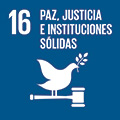 16 PAZ, JUSTICIA
E INSTITUCIONES
SÓLIDAS